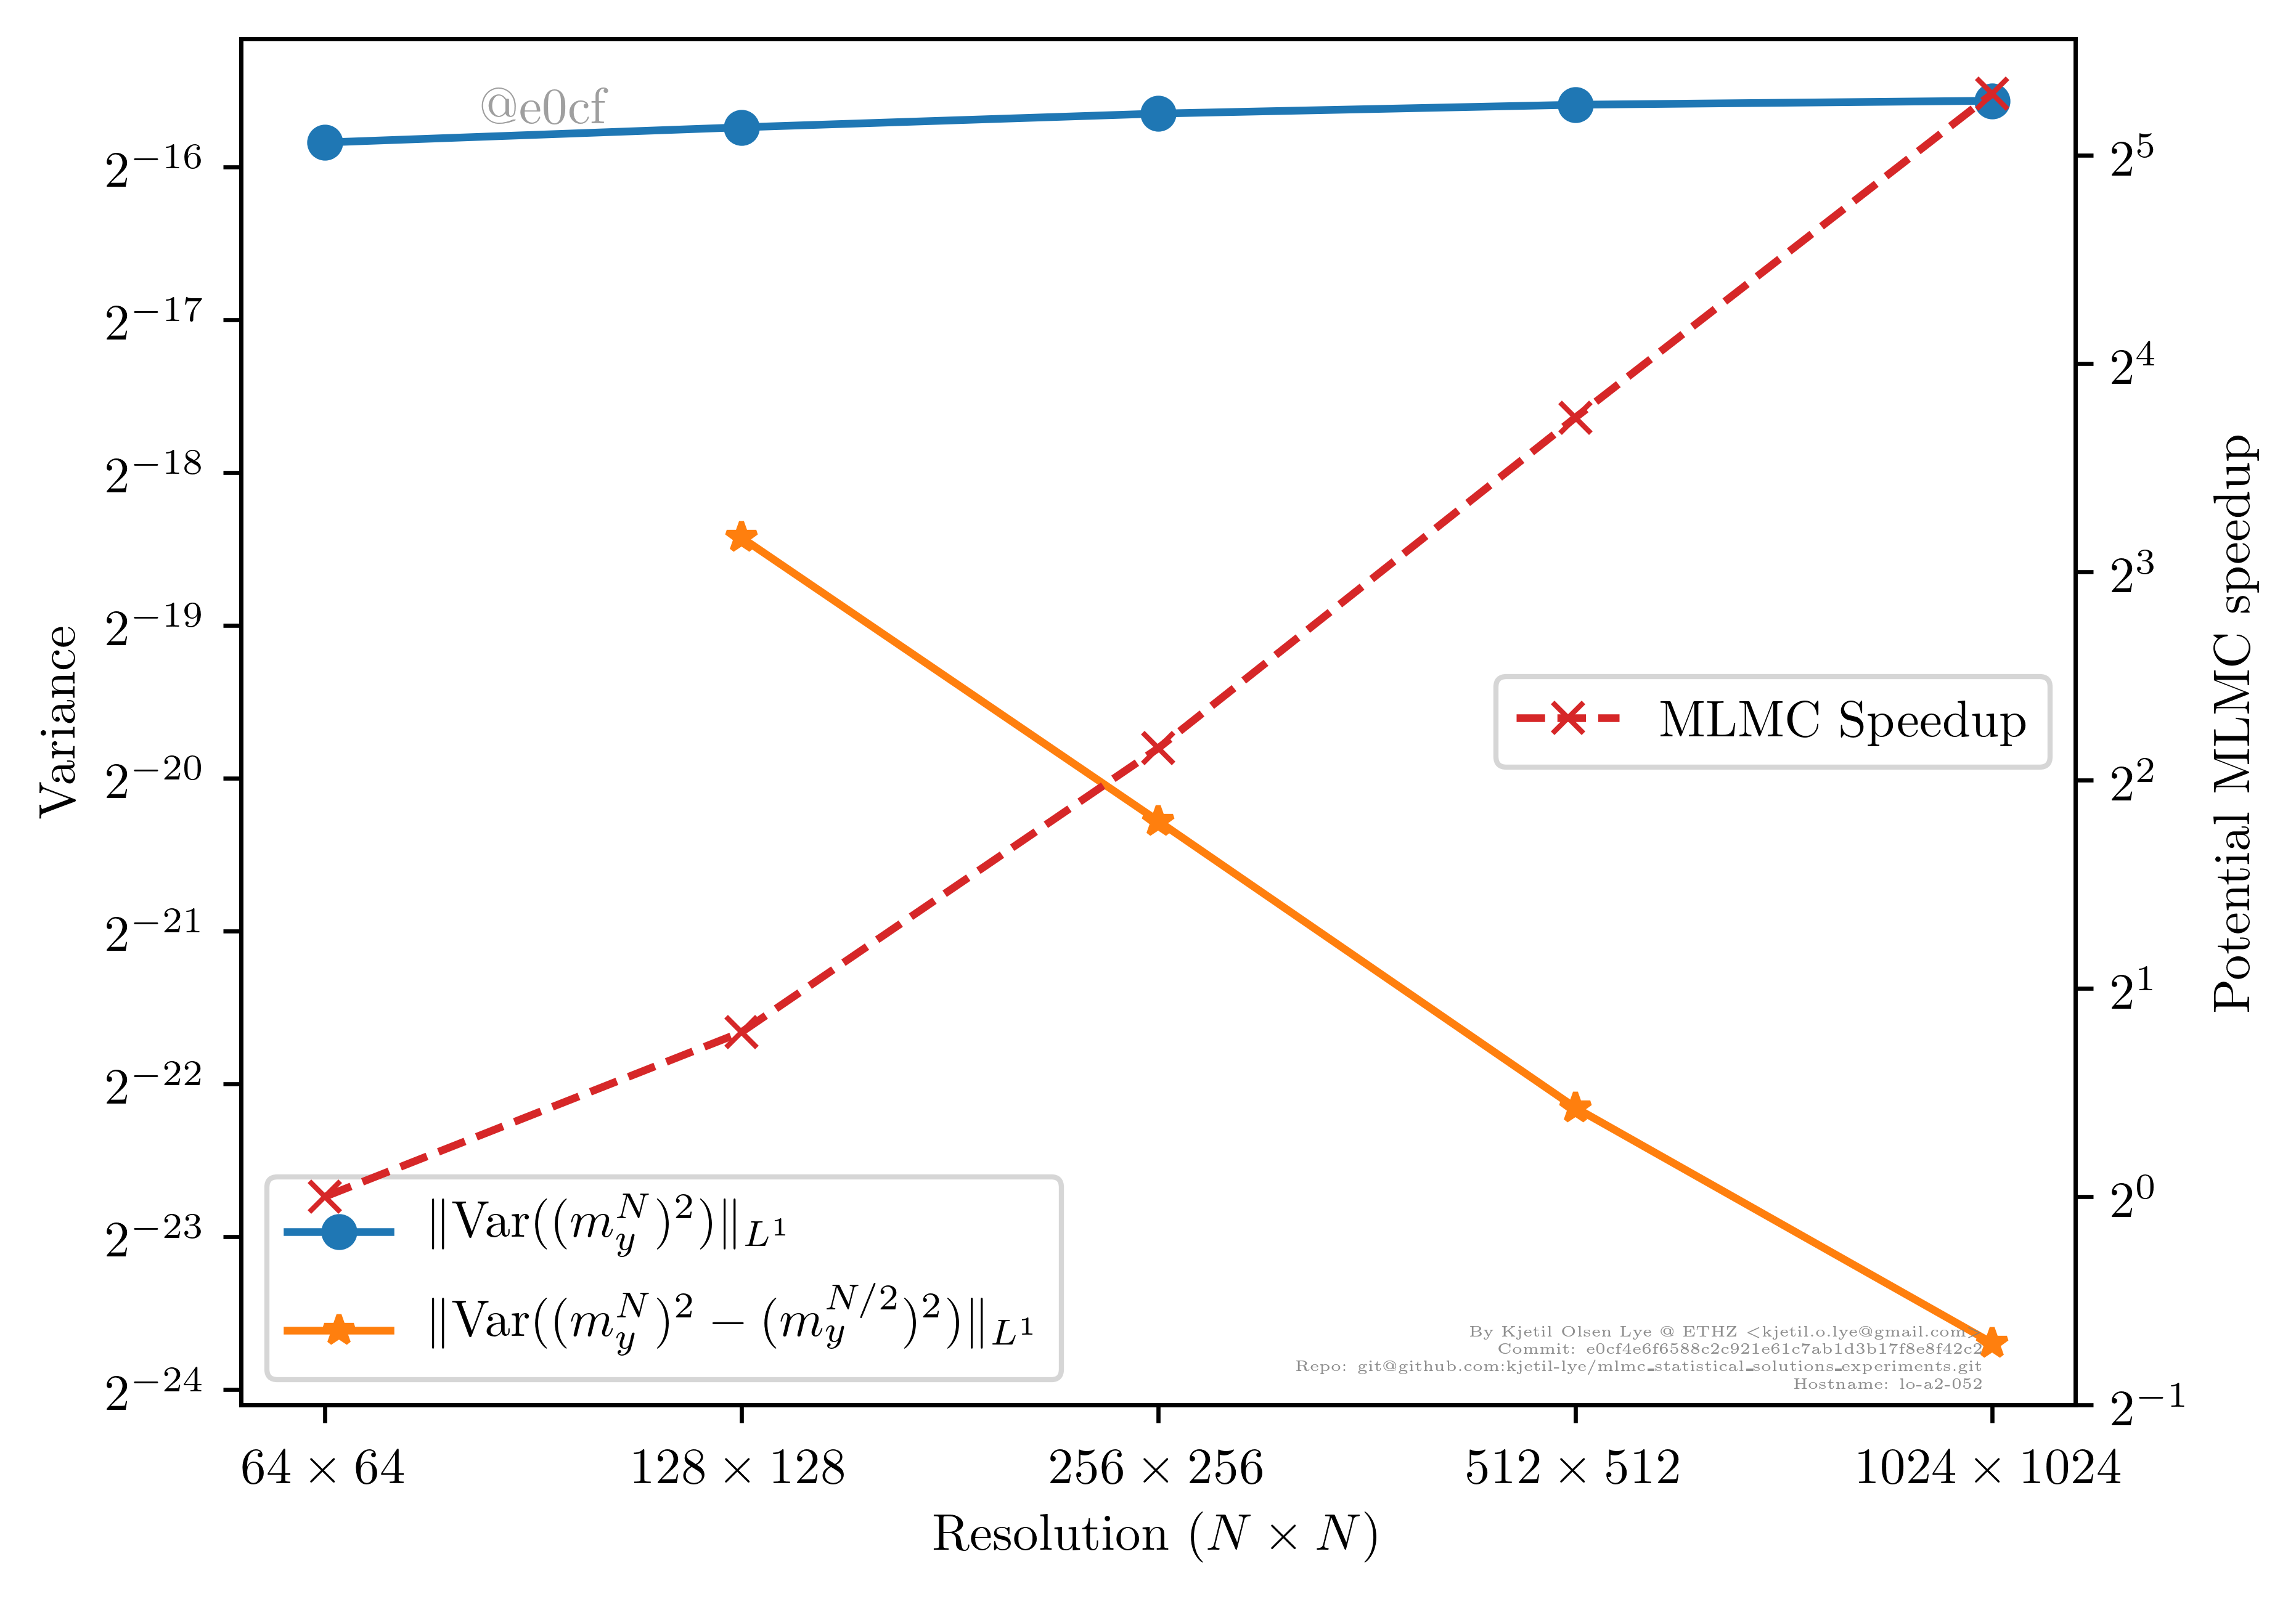 @e0cf
2^{-16}
2^{-17}
2^{-18}
2^{-19}
2^{-20}
2^{-21}
2^{-22}
2^{-23}
2^{-24}
Variance
2^5
2^4
2^3
2^2
2^1
2^0
2^{-1}
Potential MLMC speedup
MLMC Speedup
‖Var((m_y^N)^2)‖_{L^1}
‖Var((m_y^N)^2 − (m_y^{N/2})^2)‖_{L^1}
By Kjetil Olsen Lye @ ETHZ <kjetil.o.lye@gmail.com>
Commit: e0cf4e6f6588c2c921e61c7ab1d3b17f8e8f42c2
Repo: git@github.com:kjetil-lye/mlmc_statistical_solutions_experiments.git
Hostname: lo-a2-052
64 × 64
128 × 128
256 × 256
512 × 512
1024 × 1024
Resolution (N × N)